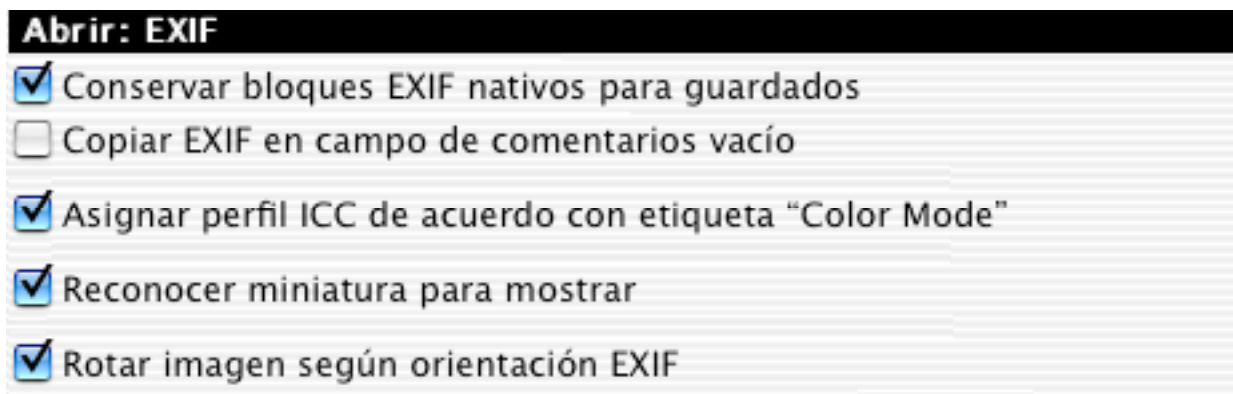 Abrir: EXIF
Conservar bloques EXIF nativos para guardados
Copiar EXIF en campo de comentarios vacío
Asignar perfil ICC de acuerdo con etiqueta “Color Mode”
Reconocer miniatura para mostrar
Rotar imagen según orientación EXIF